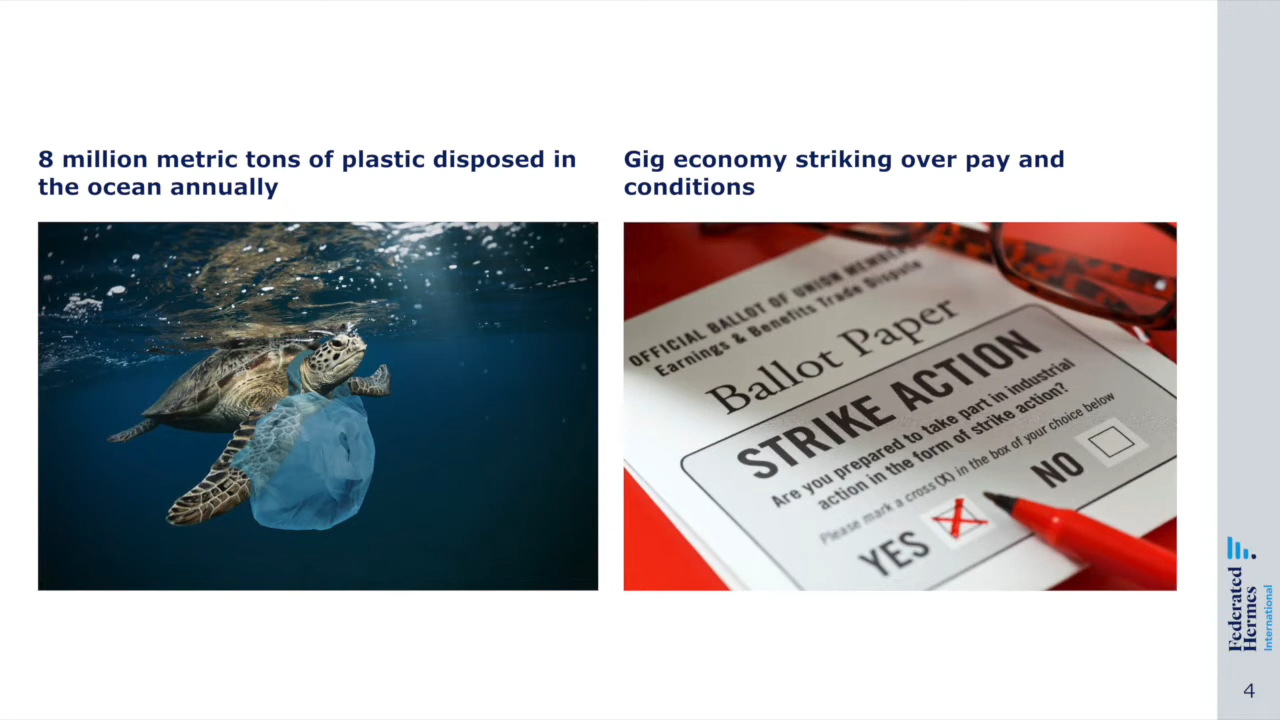 8 million metric tons of plastic disposed in
the ocean annually
Gig economy striking over pay and
conditions
OFFICIAL BALLOT OF UNION MEMBERS
Earnings & Benefits Trade Dispute
Ballot Paper
STRIKE ACTION
Are you prepared to take part in industrial
action in the form of strike action?
Please mark a cross (X) in the box of your choice below
YES
NO
Federated
Hermes
International
4